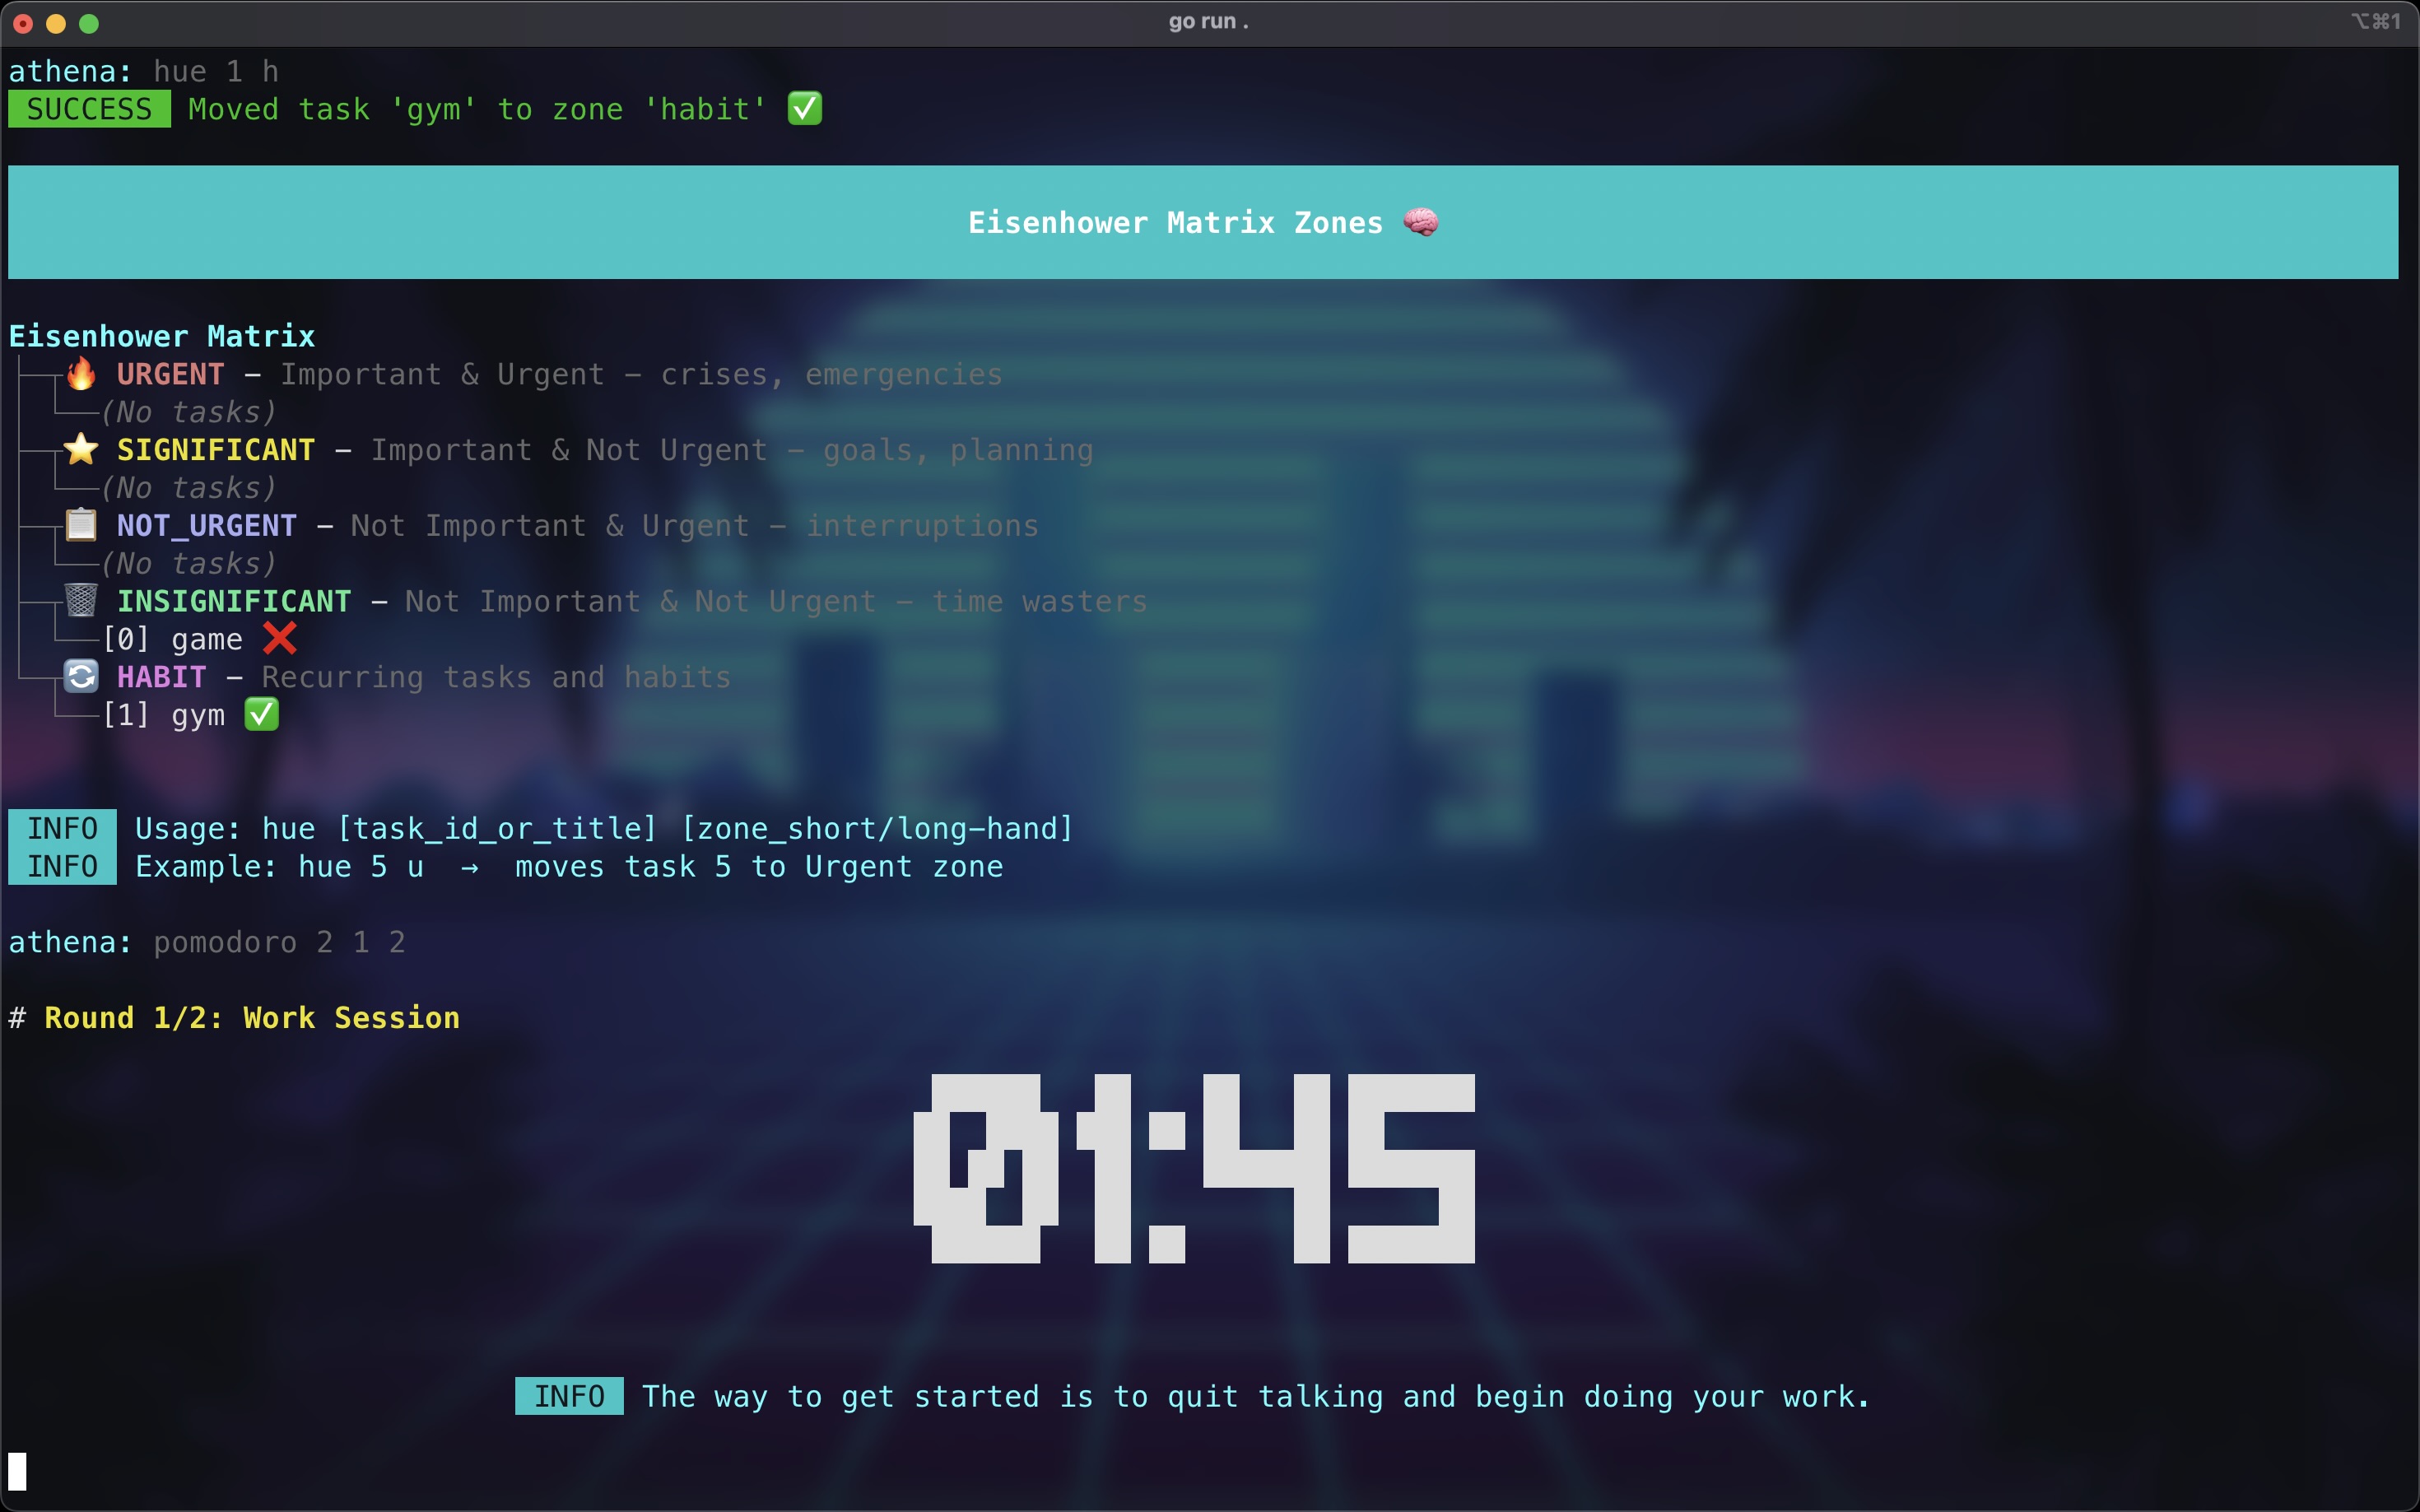 go run .
⌥⌘1
athena: hue 1 h
SUCCESS Moved task 'gym' to zone 'habit' ✅
Eisenhower Matrix Zones 🧠
Eisenhower Matrix
🔥 URGENT – Important & Urgent – crises, emergencies
(No tasks)
⭐ SIGNIFICANT – Important & Not Urgent – goals, planning
(No tasks)
📋 NOT_URGENT – Not Important & Urgent – interruptions
(No tasks)
🗑️ INSIGNIFICANT – Not Important & Not Urgent – time wasters
[0] game ❌
🔄 HABIT – Recurring tasks and habits
[1] gym ✅
INFO Usage: hue [task_id_or_title] [zone_short/long-hand]
INFO Example: hue 5 u → moves task 5 to Urgent zone
athena: pomodoro 2 1 2
# Round 1/2: Work Session
01:45
INFO The way to get started is to quit talking and begin doing your work.